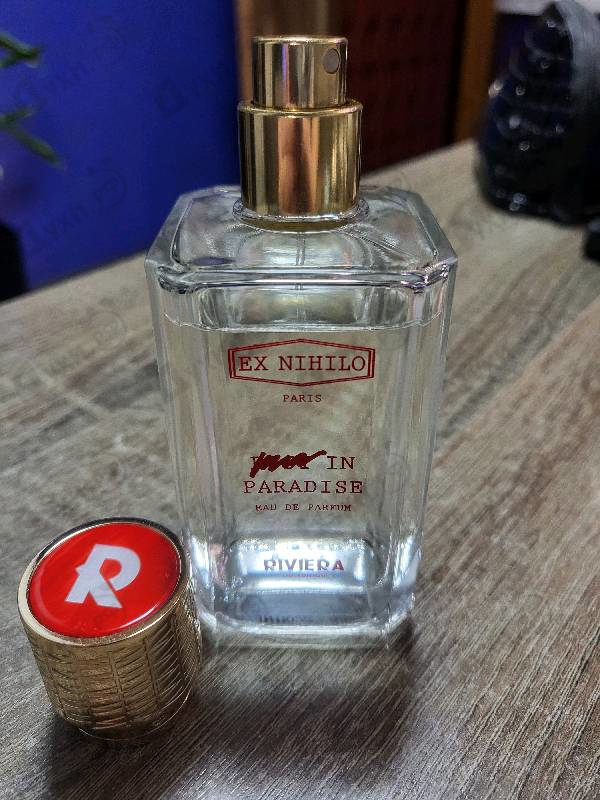 EX NIHILO
PARIS
IN
PARADISE
EAU DE PARFUM
RIVIERA
R